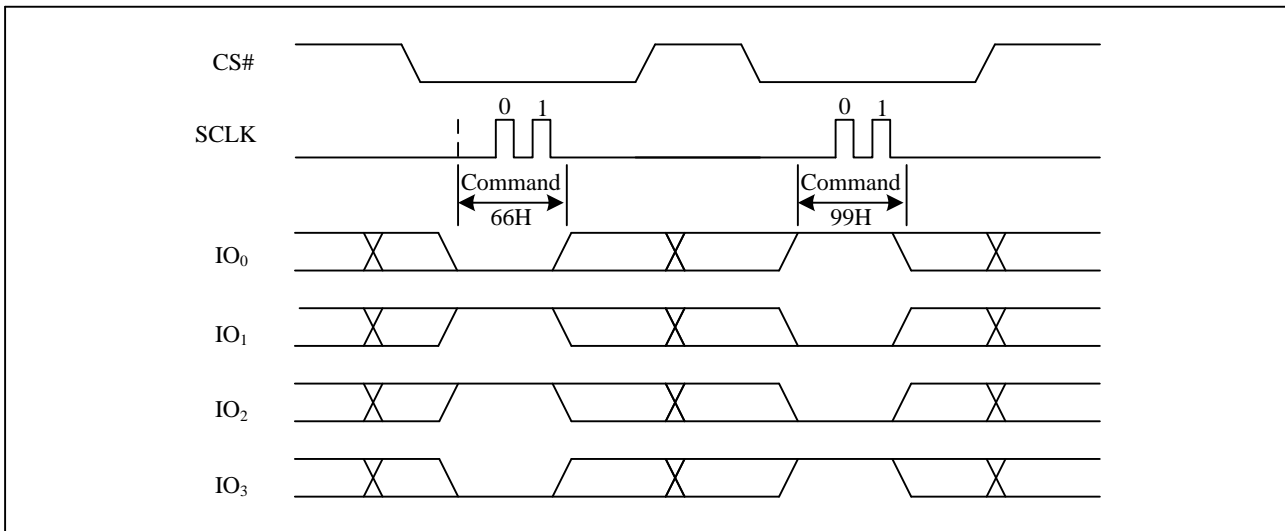 CS#
0 1 0 1
SCLK
Command Command
66H 99H
IO₀
IO₁
IO₂
IO₃